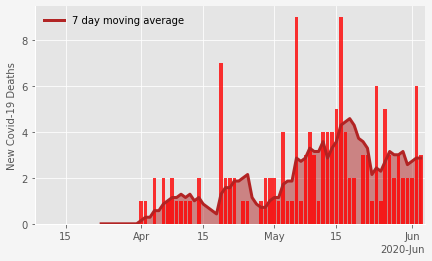 7 day moving average
New Covid-19 Deaths
8
6
4
2
0
15
Apr
15
May
15
Jun
2020-Jun